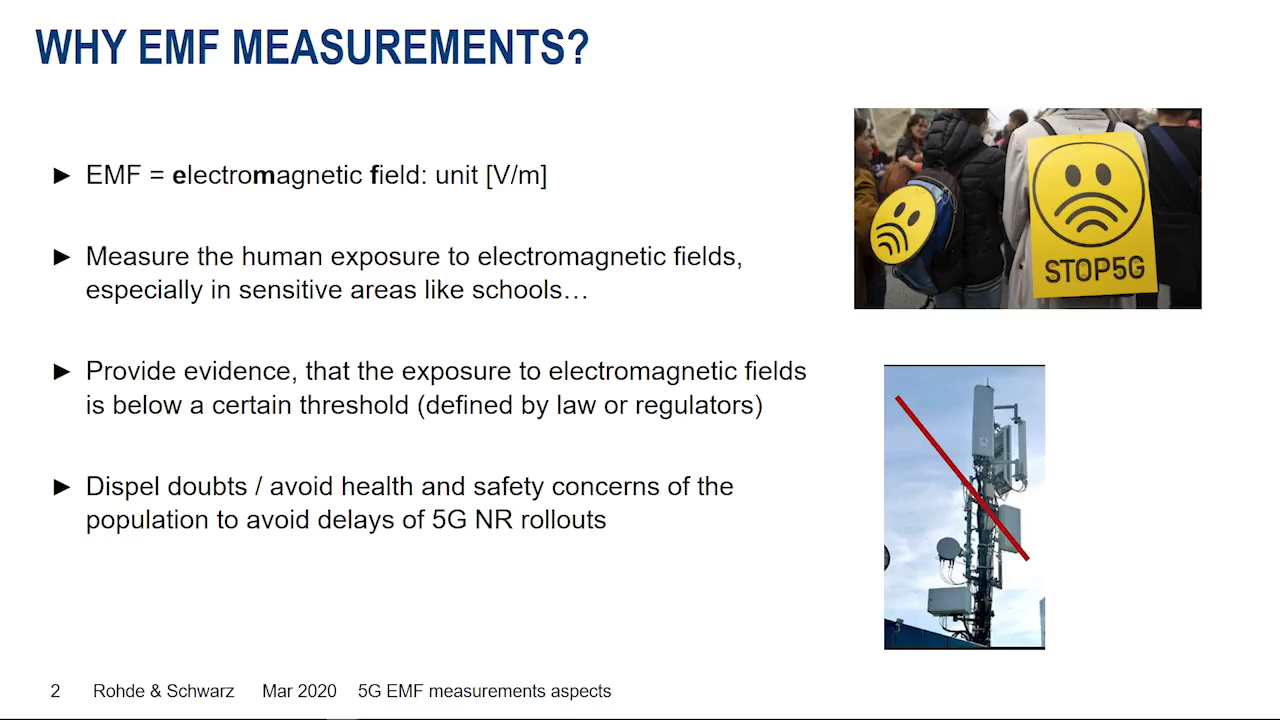 WHY EMF MEASUREMENTS?
► EMF = electromagnetic field: unit [V/m]
► Measure the human exposure to electromagnetic fields,
especially in sensitive areas like schools…
► Provide evidence, that the exposure to electromagnetic fields
is below a certain threshold (defined by law or regulators)
► Dispel doubts / avoid health and safety concerns of the
population to avoid delays of 5G NR rollouts
STOP5G
2 Rohde & Schwarz Mar 2020 5G EMF measurements aspects